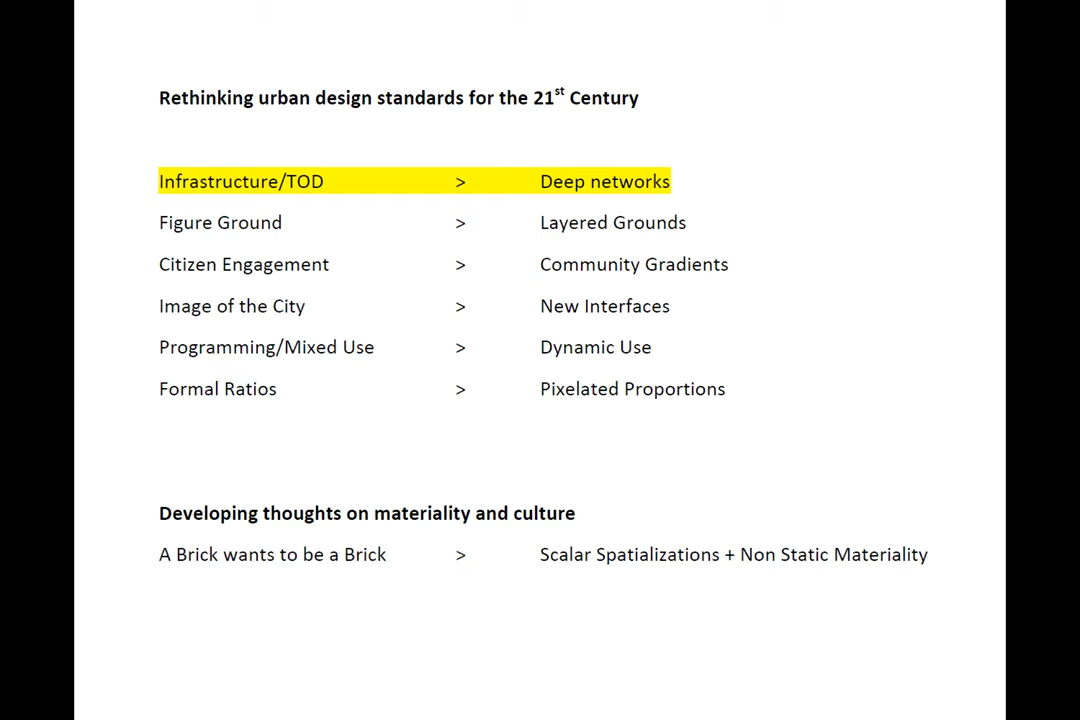 Rethinking urban design standards for the 21st Century
Infrastructure/TOD > Deep networks
Figure Ground > Layered Grounds
Citizen Engagement > Community Gradients
Image of the City > New Interfaces
Programming/Mixed Use > Dynamic Use
Formal Ratios > Pixelated Proportions
Developing thoughts on materiality and culture
A Brick wants to be a Brick > Scalar Spatializations + Non Static Materiality